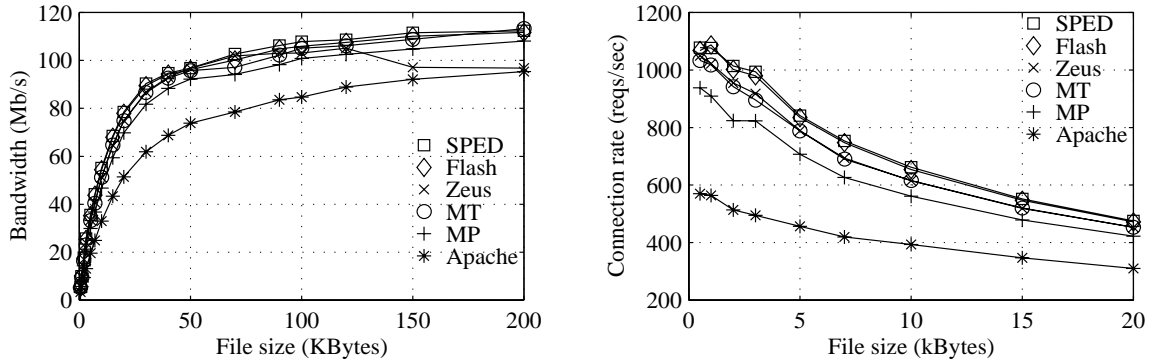 Bandwidth (Mb/s)
120
100
80
60
40
20
0
SPED
Flash
Zeus
MT
MP
Apache
0
50
100
150
200
File size (KBytes)
Connection rate (reqs/sec)
1200
1000
800
600
400
200
SPED
Flash
Zeus
MT
MP
Apache
0
5
10
15
20
File size (kBytes)